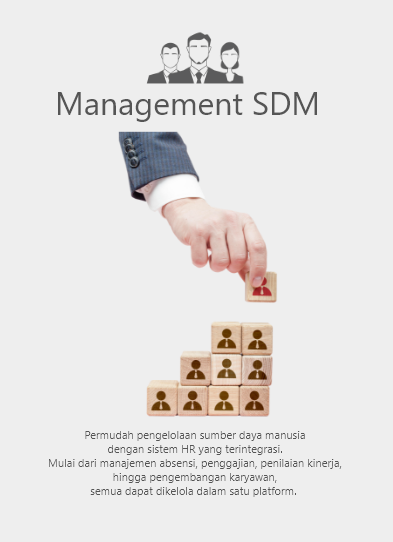 Management SDM
Permudah pengelolaan sumber daya manusia
dengan sistem HR yang terintegrasi.
Mulai dari manajemen absensi, penggajian, penilaian kinerja,
hingga pengembangan karyawan,
semua dapat dikelola dalam satu platform.